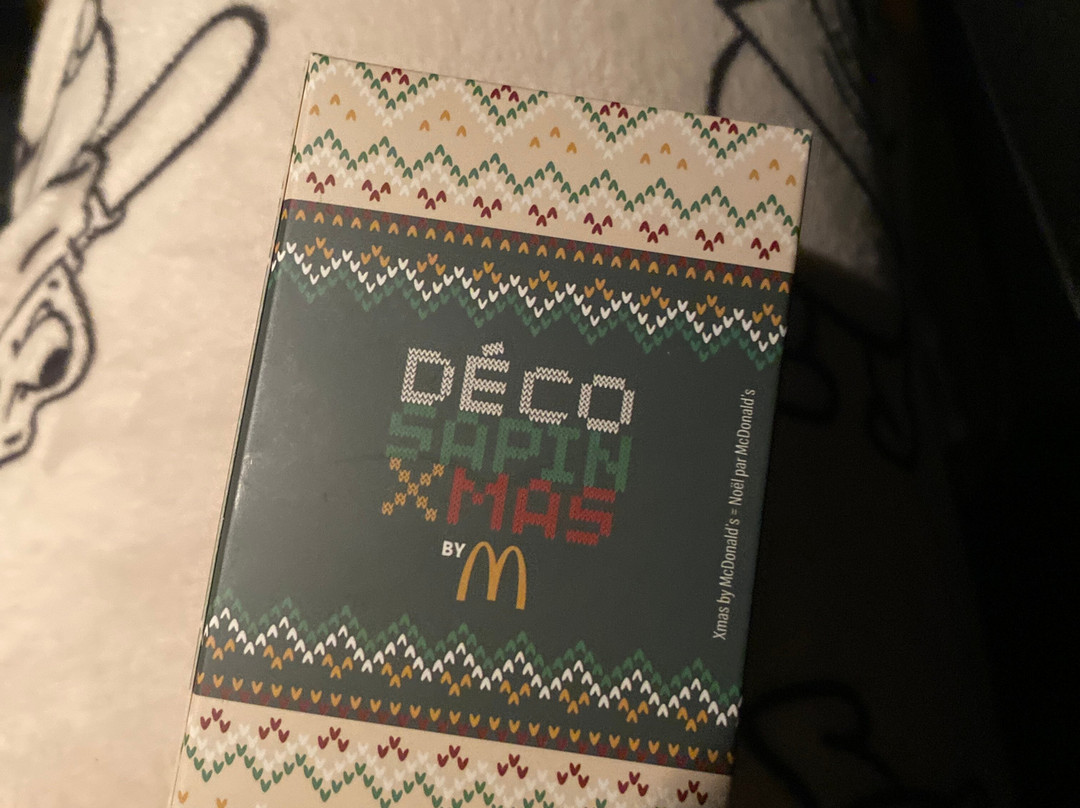 DÉCO
SAPIN
XMAS
BY M
Xmas by McDonald's = Noël par McDonald's